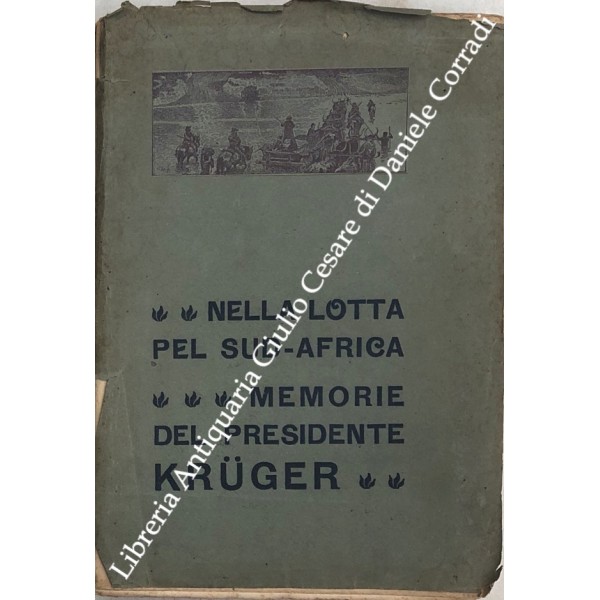 NELLA LOTTA
PEL SUD-AFRICA
MEMORIE
DEL PRESIDENTE
KRÜGER
Libreria Antiquaria Giulio Cesare di Daniele Corradi